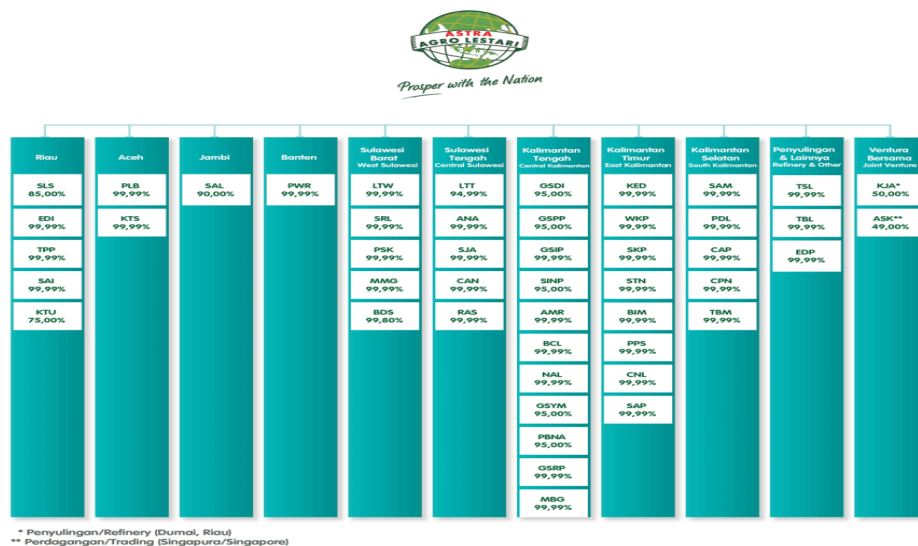 ASTRA
AGRO LESTARI
Prosper with the Nation
Riau
SLS
85,00%
EDI
99,99%
TPP
99,99%
SAI
99,99%
KTU
75,00%
Aceh
PLB
99,99%
KTS
99,99%
Jambi
SAL
90,00%
Banten
PWR
99,99%
Sulawesi
Barat
West Sulawesi
LTW
99,99%
SRL
99,99%
PSK
99,99%
MMG
99,99%
BDS
99,80%
Sulawesi
Tengah
Central Sulawesi
LTT
94,99%
ANA
99,99%
SJA
99,99%
CAN
99,99%
RAS
99,99%
Kalimantan
Tengah
Central Kalimantan
GSDI
95,00%
GSPP
95,00%
GSIP
99,99%
SINP
95,00%
AMR
99,99%
BCL
99,99%
NAL
99,99%
GSYM
95,00%
PBNA
95,00%
GSRP
99,99%
MBG
99,99%
Kalimantan
Timur
East Kalimantan
KED
99,99%
WKP
99,99%
SKP
99,99%
STN
99,99%
BIM
99,99%
PPS
99,99%
CNL
99,99%
SAP
99,99%
Kalimantan
Selatan
South Kalimantan
SAM
99,99%
PDL
99,99%
CAP
99,99%
CPN
99,99%
TBM
99,99%
Penyulingan
& Lainnya
Refinery & Other
TSL
99,99%
TBL
99,99%
EDP
99,99%
Ventura
Bersama
Joint Venture
KJA*
50,00%
ASK**
49,00%
* Penyulingan/Refinery (Dumai, Riau)
** Perdagangan/Trading (Singapura/Singapore)